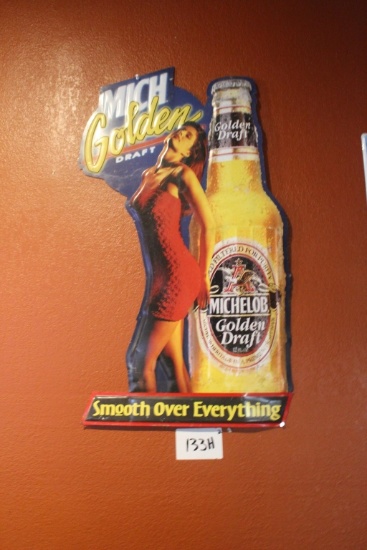 MICH
Golden
DRAFT
Golden
Draft
MICHELOB
Golden
Draft
Smooth Over Everything
133H